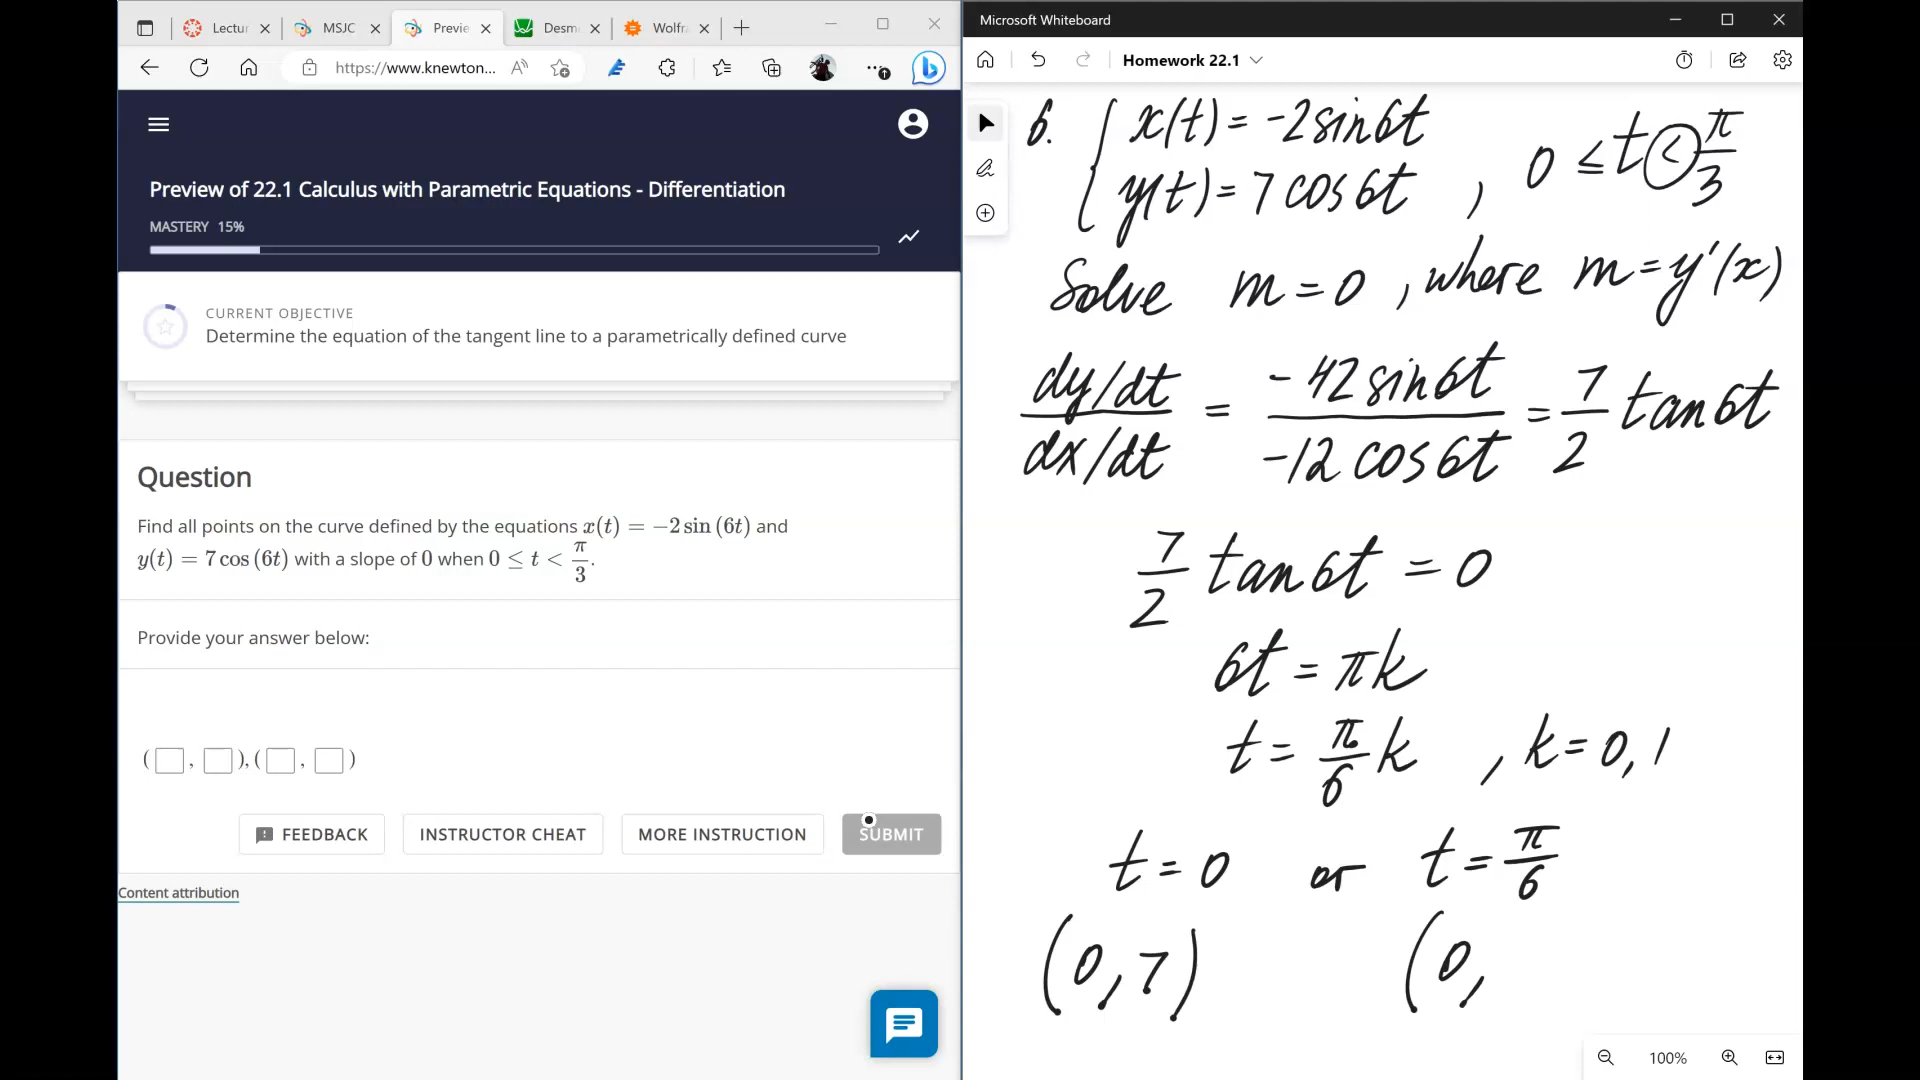 Lectur
MSJC
Previe
Desm
Wolfra
https://www.knewton...
Preview of 22.1 Calculus with Parametric Equations - Differentiation
MASTERY 15%
CURRENT OBJECTIVE
Determine the equation of the tangent line to a parametrically defined curve
Question
Find all points on the curve defined by the equations x(t) = −2 sin (6t) and
y(t) = 7 cos (6t) with a slope of 0 when 0 ≤ t < π/3.
Provide your answer below:
( , ),( , )
FEEDBACK
INSTRUCTOR CHEAT
MORE INSTRUCTION
SUBMIT
Content attribution
Microsoft Whiteboard
Homework 22.1
6. { x(t) = -2 sin 6t
y(t) = 7 cos 6t , 0 ≤ t < π/3
Solve m = 0 , where m = y'(x)
(dy/dt)/(dx/dt) = (-42 sin 6t)/(-12 cos 6t) = 7/2 tan 6t
7/2 tan 6t = 0
6t = πk
t = π/6 k , k = 0, 1
t = 0 or t = π/6
(0, 7) (0,
100%